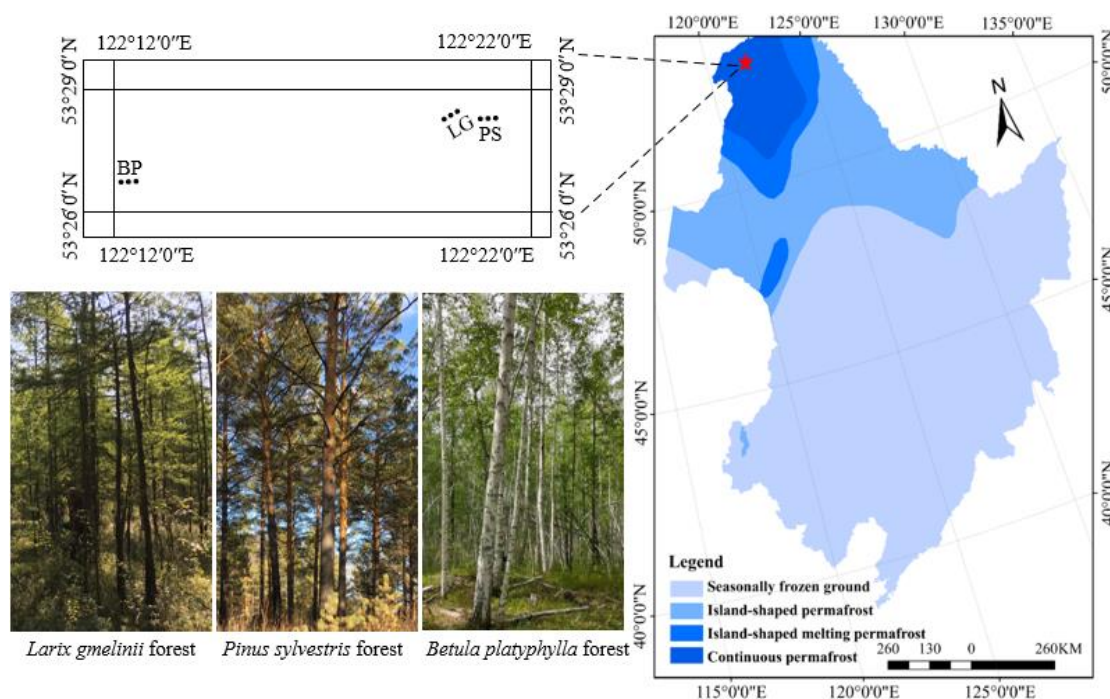 122°12′0″E
122°22′0″E
53°29′0″N
53°29′0″N
LG
PS
BP
53°26′0″N
53°26′0″N
122°12′0″E
122°22′0″E
Larix gmelinii forest
Pinus sylvestris forest
Betula platyphylla forest
120°0'0"E
125°0'0"E
130°0'0"E
135°0'0"E
50°0'0"N
N
50°0'0"N
45°0'0"N
45°0'0"N
40°0'0"N
40°0'0"N
Legend
Seasonally frozen ground
Island-shaped permafrost
Island-shaped melting permafrost
Continuous permafrost
260 130 0 260KM
115°0'0"E
120°0'0"E
125°0'0"E